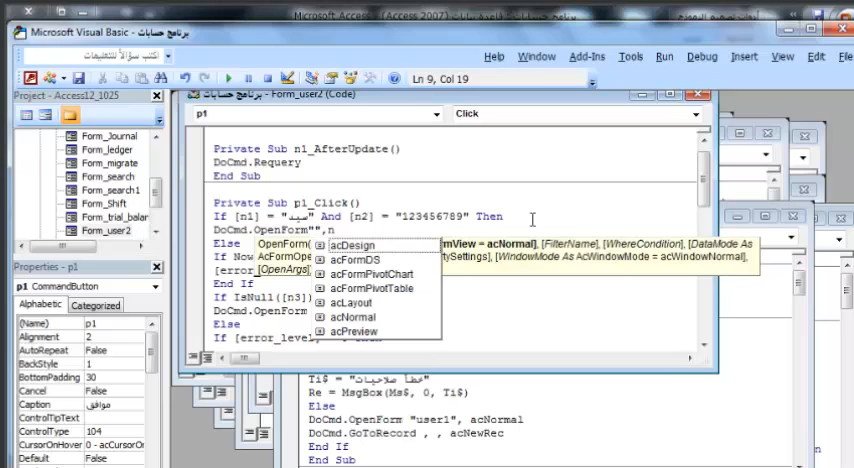 Microsoft Access (Access 2007)
Microsoft Visual Basic - برنامج حسابات
اكتب سؤالاً للتعليمات
File Edit View Insert Debug Run Tools Add-Ins Window Help
Ln 9, Col 19
Project - Access12_1025
Form_Journal
Form_ledger
Form_migrate
Form_search
Form_search1
Form_Shift
Form_trial_balan
Form_user2
Properties - p1
p1 CommandButton
Alphabetic Categorized
(Name) p1
Alignment 2
AutoRepeat False
BackStyle 1
BottomPadding 30
Cancel False
Caption موافق
ControlTipText
ControlType 104
CursorOnHover 0 - acCursorOn
Default False
برنامج حسابات - Form_user2 (Code)
p1 Click
Private Sub n1_AfterUpdate()
DoCmd.Requery
End Sub
Private Sub p1_Click()
If [n1] = "سيد" And [n2] = "123456789" Then
DoCmd.OpenForm"",n
Else
If Now
[error_
End If
If IsNull([n3])
DoCmd.OpenForm
Else
If [error_level]
OpenForm(
rmView = acNormal], [FilterName], [WhereCondition], [DataMode As
AcFormOpe
tySettings], [WindowMode As AcWindowMode = acWindowNormal],
[OpenArgs]
acDesign
acFormDS
acFormPivotChart
acFormPivotTable
acLayout
acNormal
acPreview
Ti$ = "خطأ صلاحيات"
Re = MsgBox(Ms$, 0, Ti$)
Else
DoCmd.OpenForm "user1", acNormal
DoCmd.GoToRecord , , acNewRec
End If
End Sub